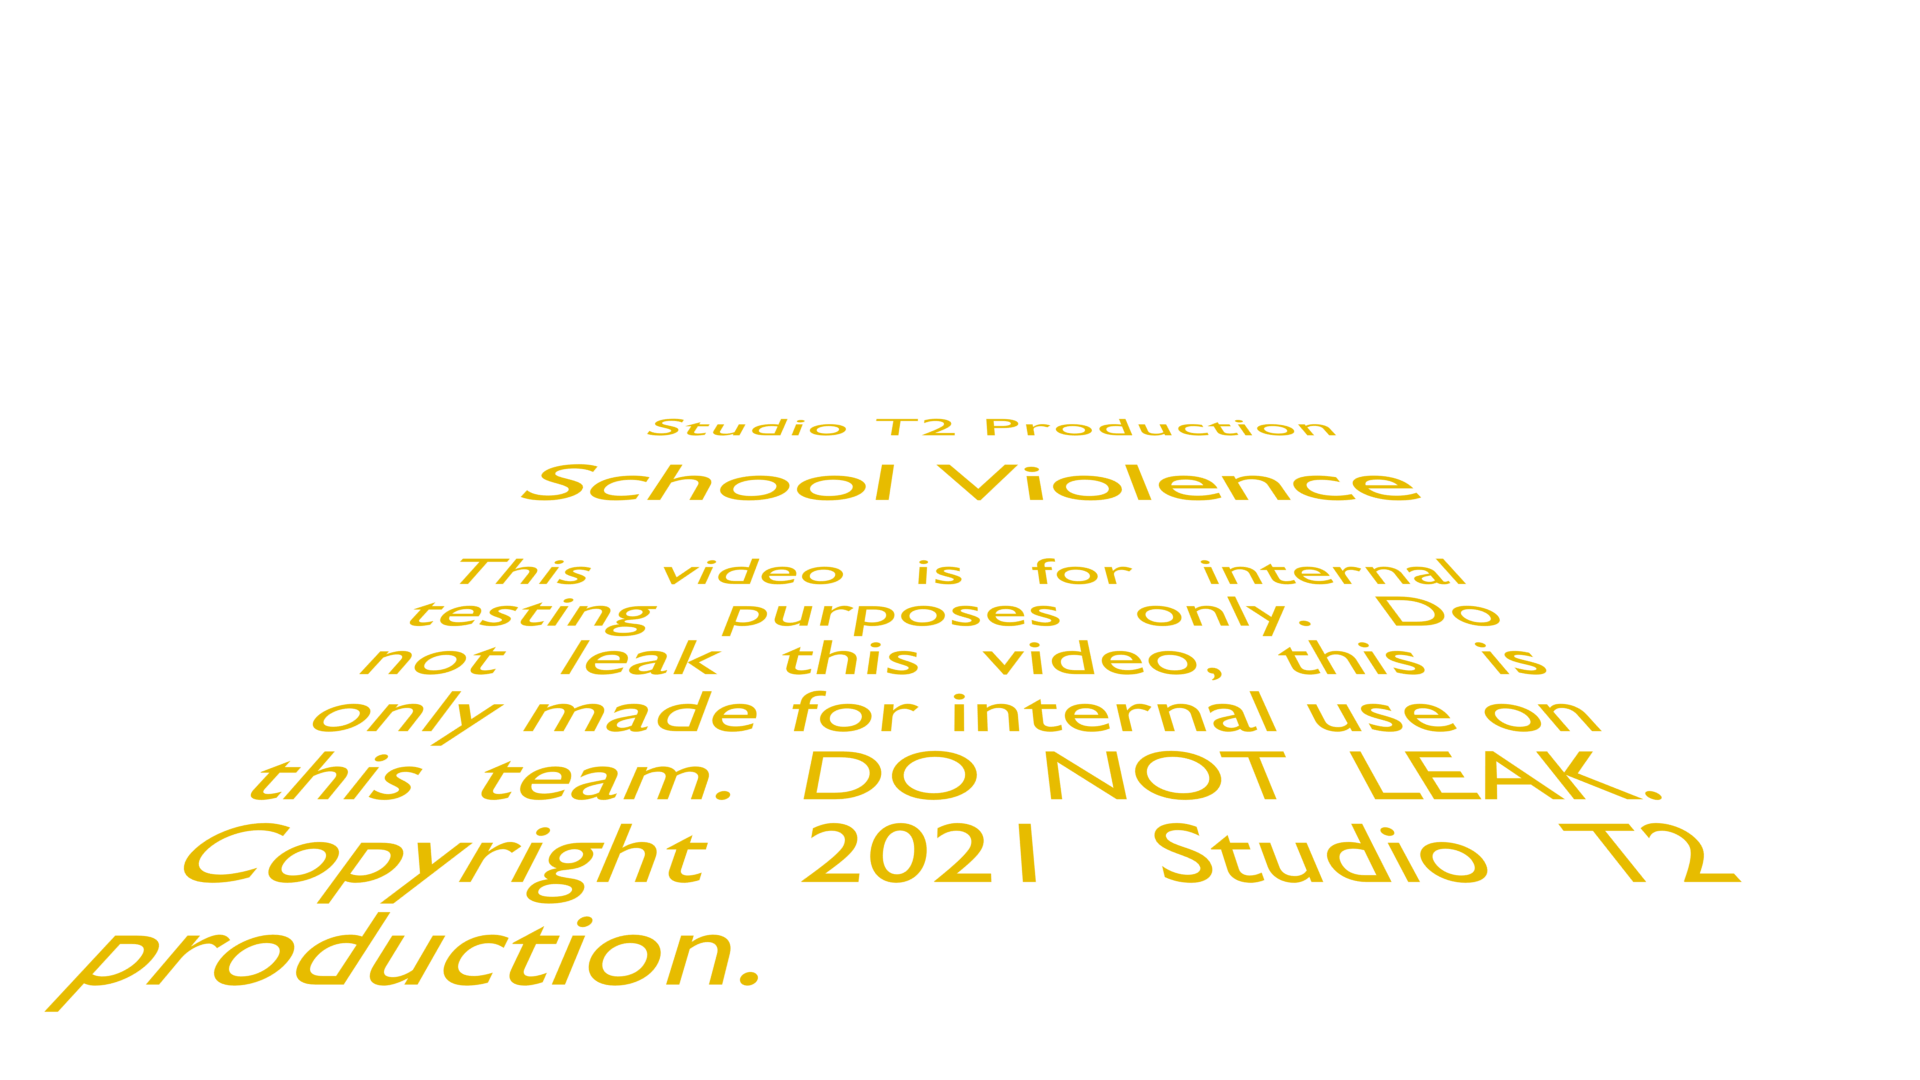 Studio T2 Production
School Violence
This video is for internal
testing purposes only. Do
not leak this video, this is
only made for internal use on
this team. DO NOT LEAK.
Copyright 2021 Studio T2
production.